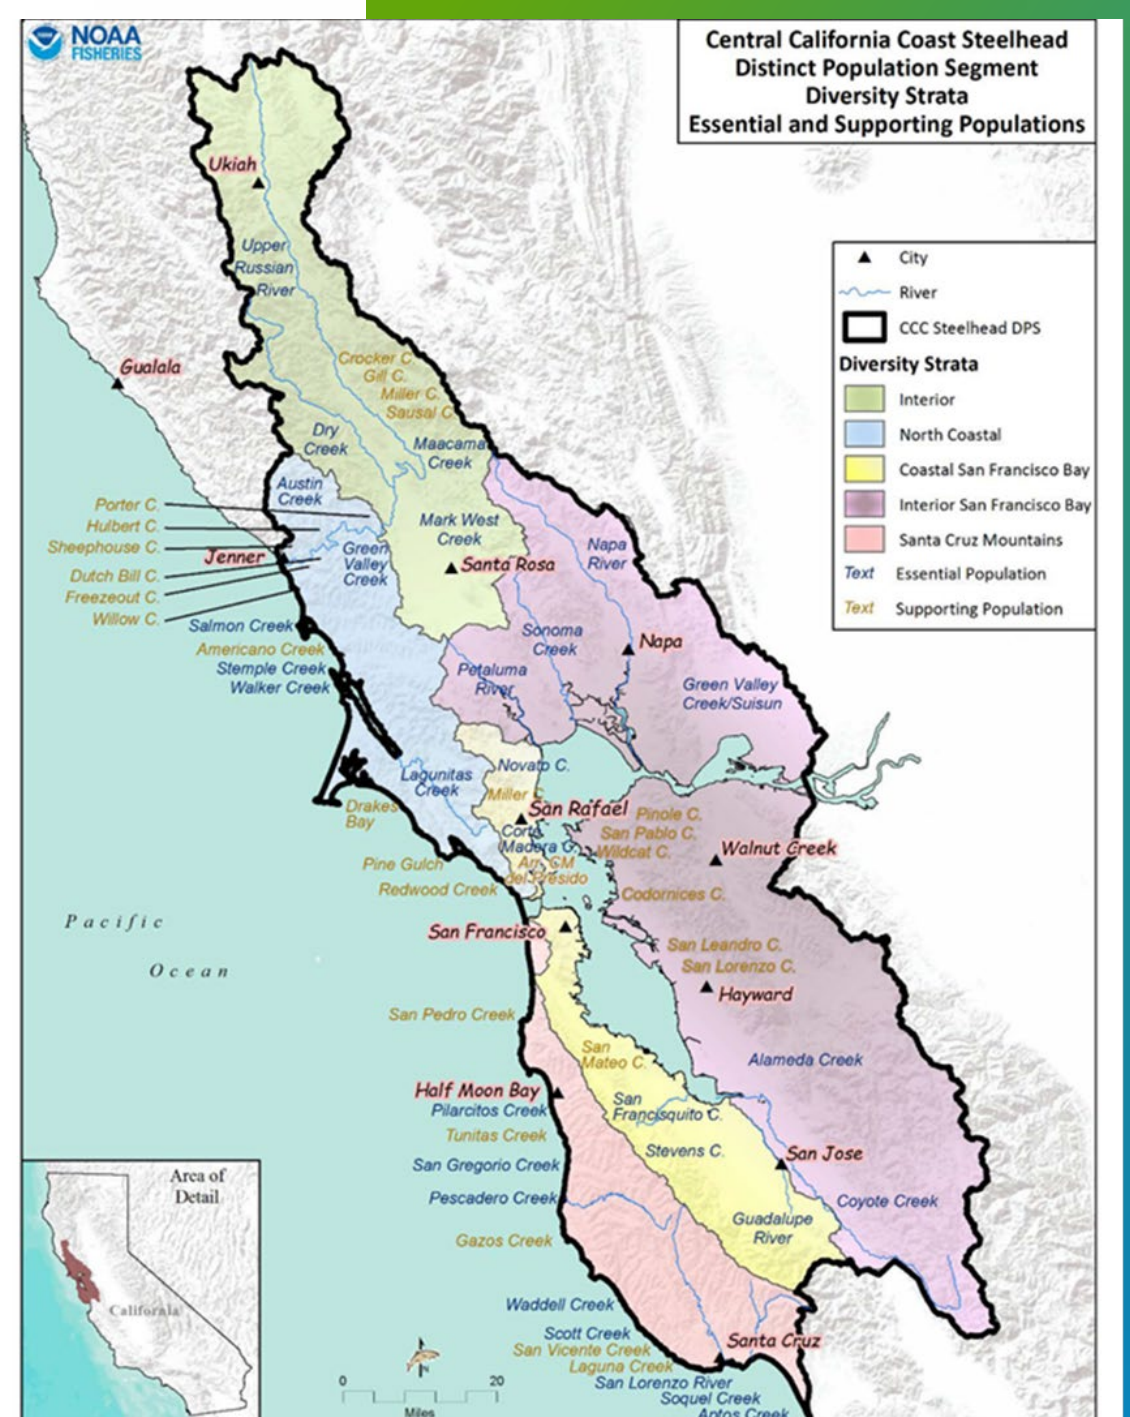 NOAA
FISHERIES
Central California Coast Steelhead
Distinct Population Segment
Diversity Strata
Essential and Supporting Populations
City
River
CCC Steelhead DPS
Diversity Strata
Interior
North Coastal
Coastal San Francisco Bay
Interior San Francisco Bay
Santa Cruz Mountains
Text Essential Population
Text Supporting Population
Ukiah
Upper
Russian
River
Gualala
Crocker C.
Gill C.
Miller C.
Sausal C.
Dry
Creek
Maacama
Creek
Austin
Creek
Porter C.
Hulbert C.
Sheephouse C.
Jenner
Dutch Bill C.
Freezeout C.
Willow C.
Green
Valley
Creek
Mark West
Creek
Santa Rosa
Napa
River
Salmon Creek
Americano Creek
Stemple Creek
Walker Creek
Sonoma
Creek
Napa
Petaluma
River
Green Valley
Creek/Suisun
Lagunitas
Creek
Novato C.
Miller C.
San Rafael
Drakes
Bay
Corte
Madera C.
Arr. CM
del Presido
Pinole C.
San Pablo C.
Wildcat C.
Walnut Creek
Pine Gulch
Redwood Creek
Codornices C.
Pacific
Ocean
San Francisco
San Leandro C.
San Lorenzo C.
Hayward
San Pedro Creek
San
Mateo C.
Alameda Creek
Half Moon Bay
Pilarcitos Creek
San
Francisquito C.
Tunitas Creek
Stevens C.
San Jose
San Gregorio Creek
Pescadero Creek
Coyote Creek
Guadalupe
River
Gazos Creek
Waddell Creek
Scott Creek
San Vicente Creek
Laguna Creek
Santa Cruz
San Lorenzo River
Soquel Creek
Aptos Creek
Area of
Detail
California
N
0 20
Miles